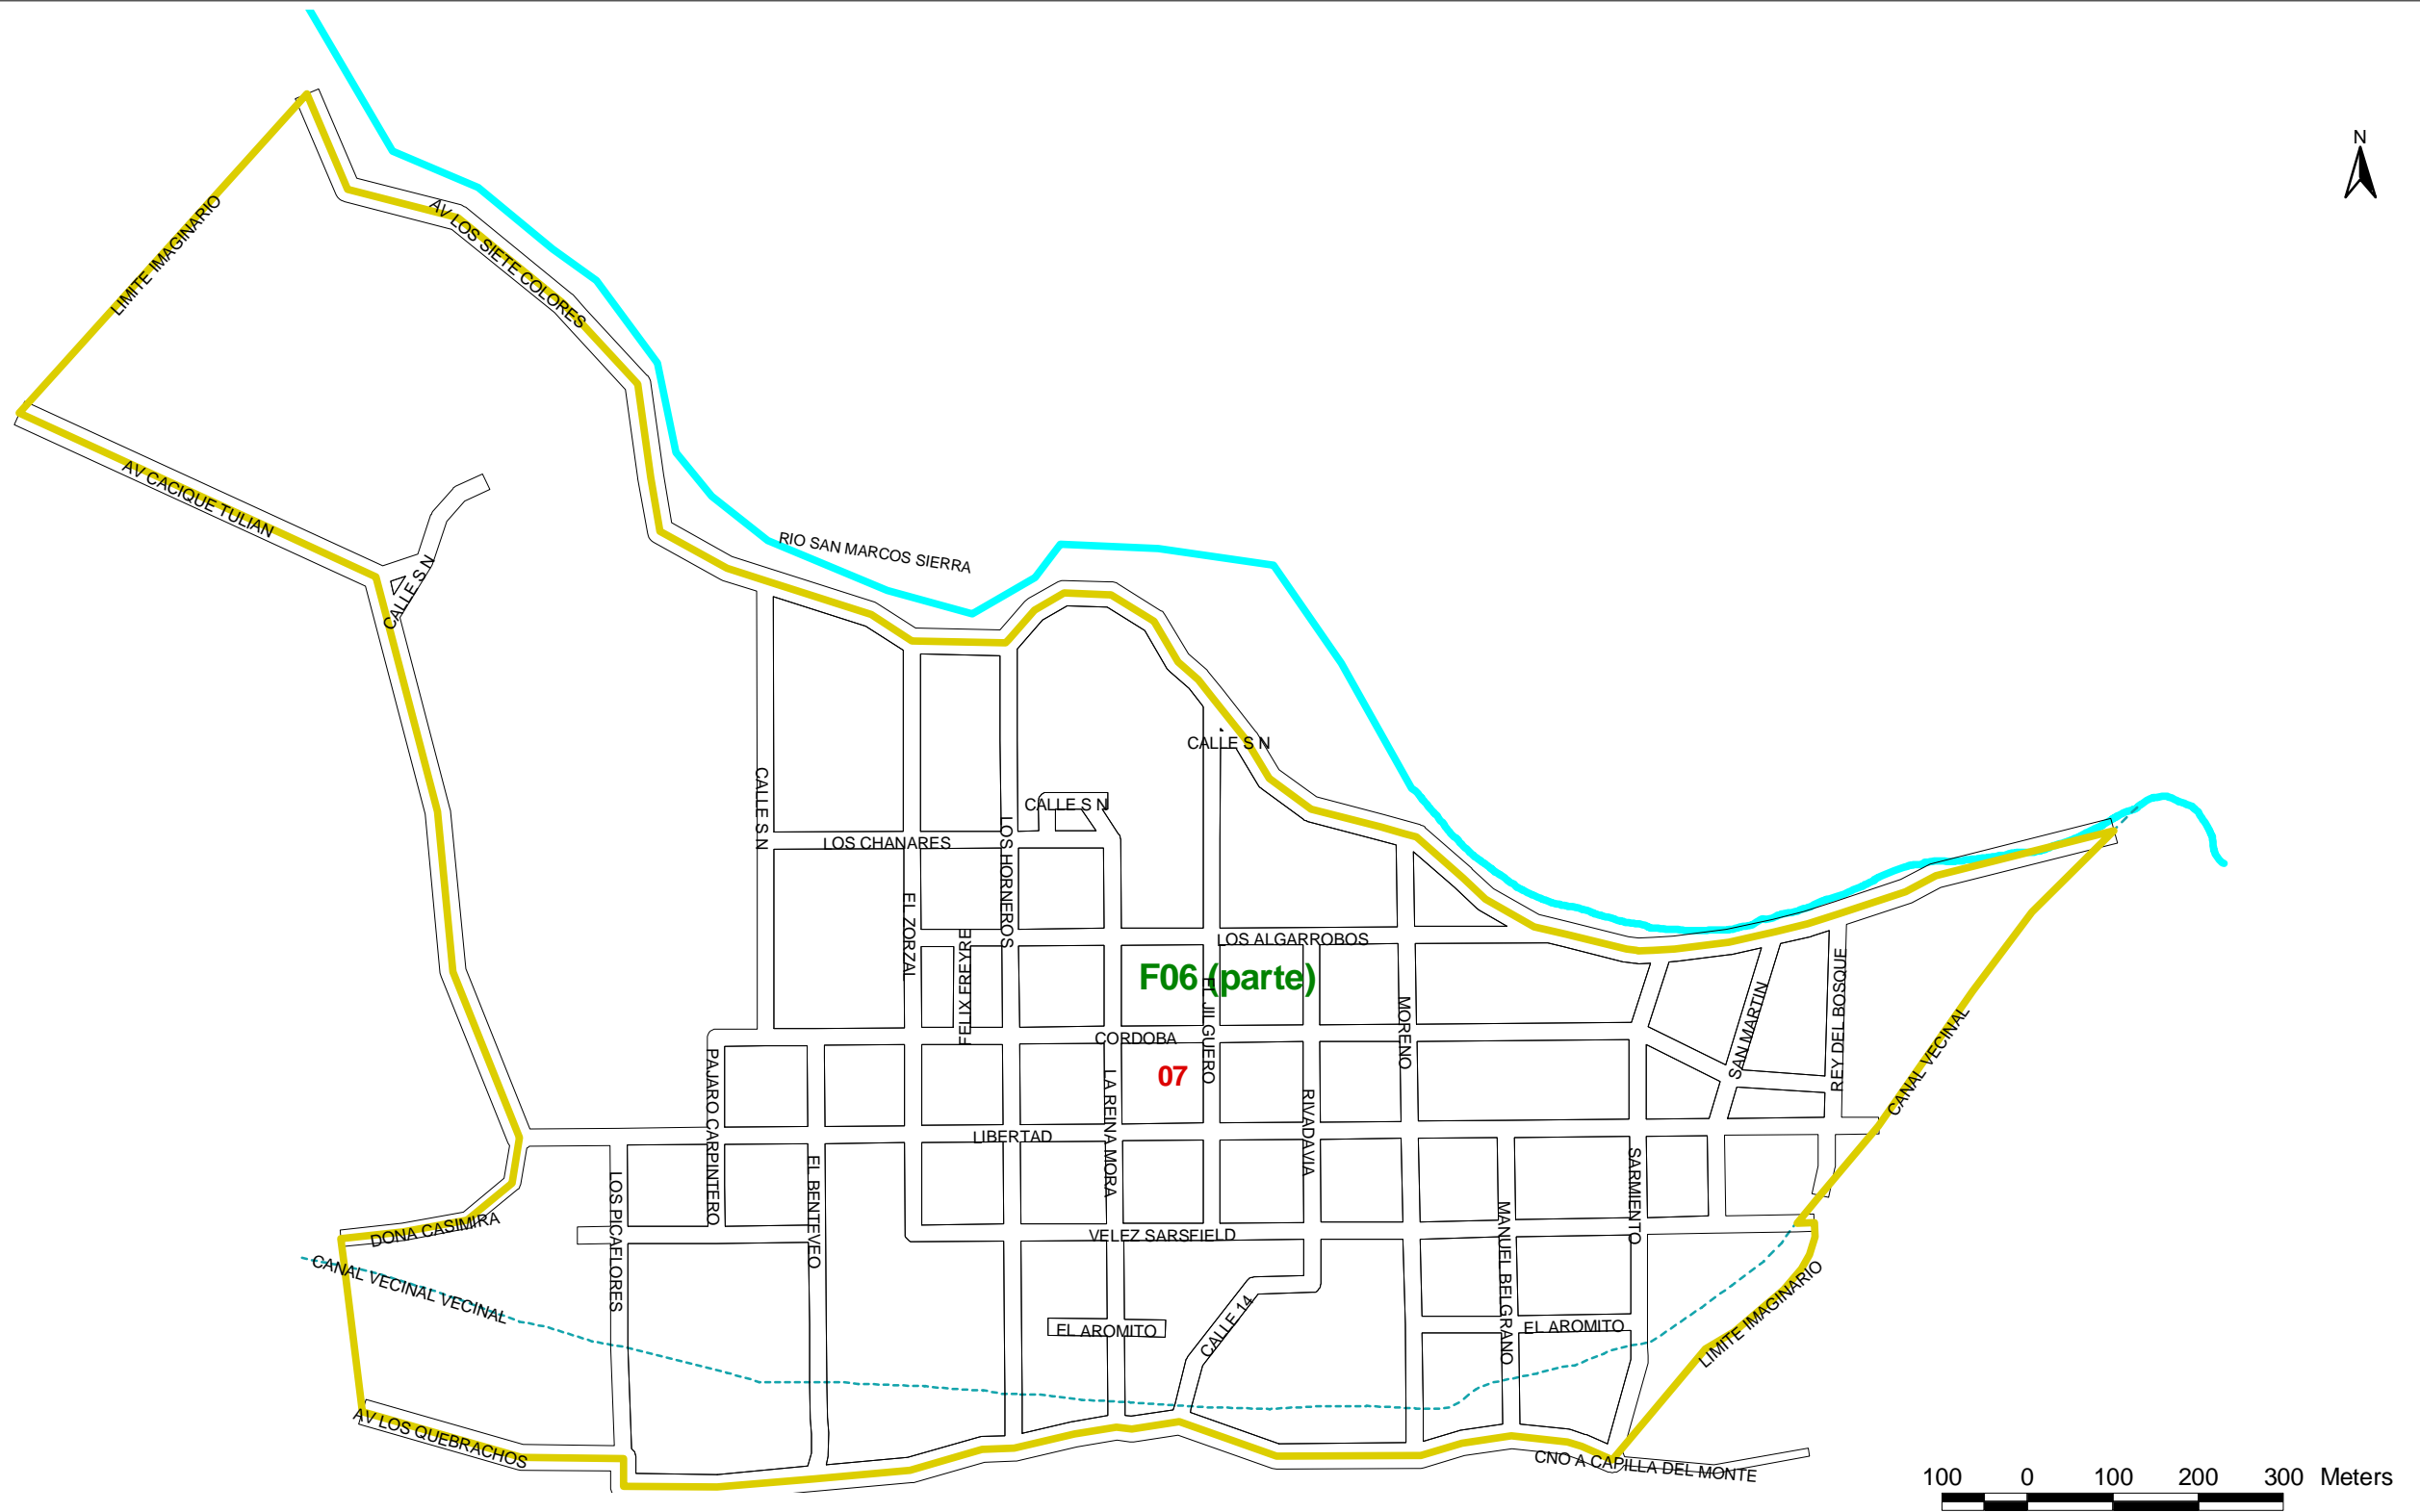 N
LIMITE IMAGINARIO
AV LOS SIETE COLORES
AV CACIQUE TULIAN
CALLE S N
RIO SAN MARCOS SIERRA
CALLE S N
CALLE S N
CALLE S N
LOS CHANARES
LOS HORNEROS
EL ZORZAL
FELIX FREYRE
LOS ALGARROBOS
F06 (parte)
EL JILGUERO
MORENO
SAN MARTIN
REY DEL BOSQUE
CANAL VECINAL
CORDOBA
07
PAJARO CARPINTERO
LA REINA MORA
RIVADAVIA
LIBERTAD
EL BENTEVEO
LOS PICAFLORES
SARMIENTO
MANUEL BELGRANO
DONA CASIMIRA
VELEZ SARSFIELD
CANAL VECINAL VECINAL
CALLE 14
EL AROMITO
EL AROMITO
LIMITE IMAGINARIO
AV LOS QUEBRACHOS
CNO A CAPILLA DEL MONTE
100 0 100 200 300 Meters